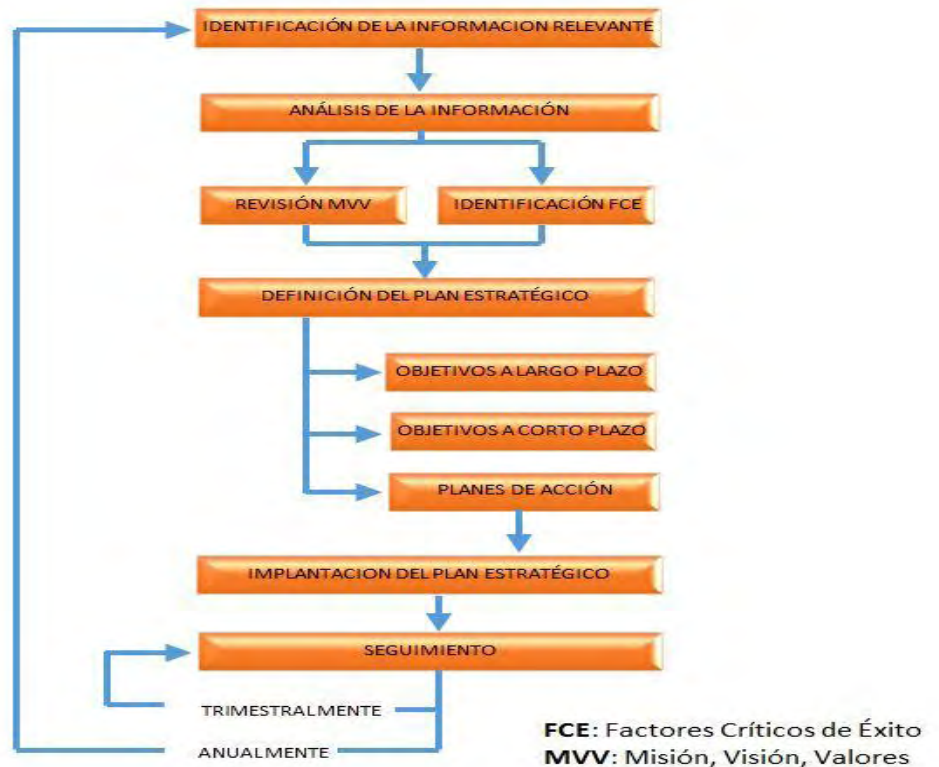 IDENTIFICACIÓN DE LA INFORMACION RELEVANTE
ANÁLISIS DE LA INFORMACIÓN
REVISIÓN MVV
IDENTIFICACIÓN FCE
DEFINICIÓN DEL PLAN ESTRATÉGICO
OBJETIVOS A LARGO PLAZO
OBJETIVOS A CORTO PLAZO
PLANES DE ACCIÓN
IMPLANTACION DEL PLAN ESTRATÉGICO
SEGUIMIENTO
TRIMESTRALMENTE
ANUALMENTE
FCE: Factores Críticos de Éxito
MVV: Misión, Visión, Valores